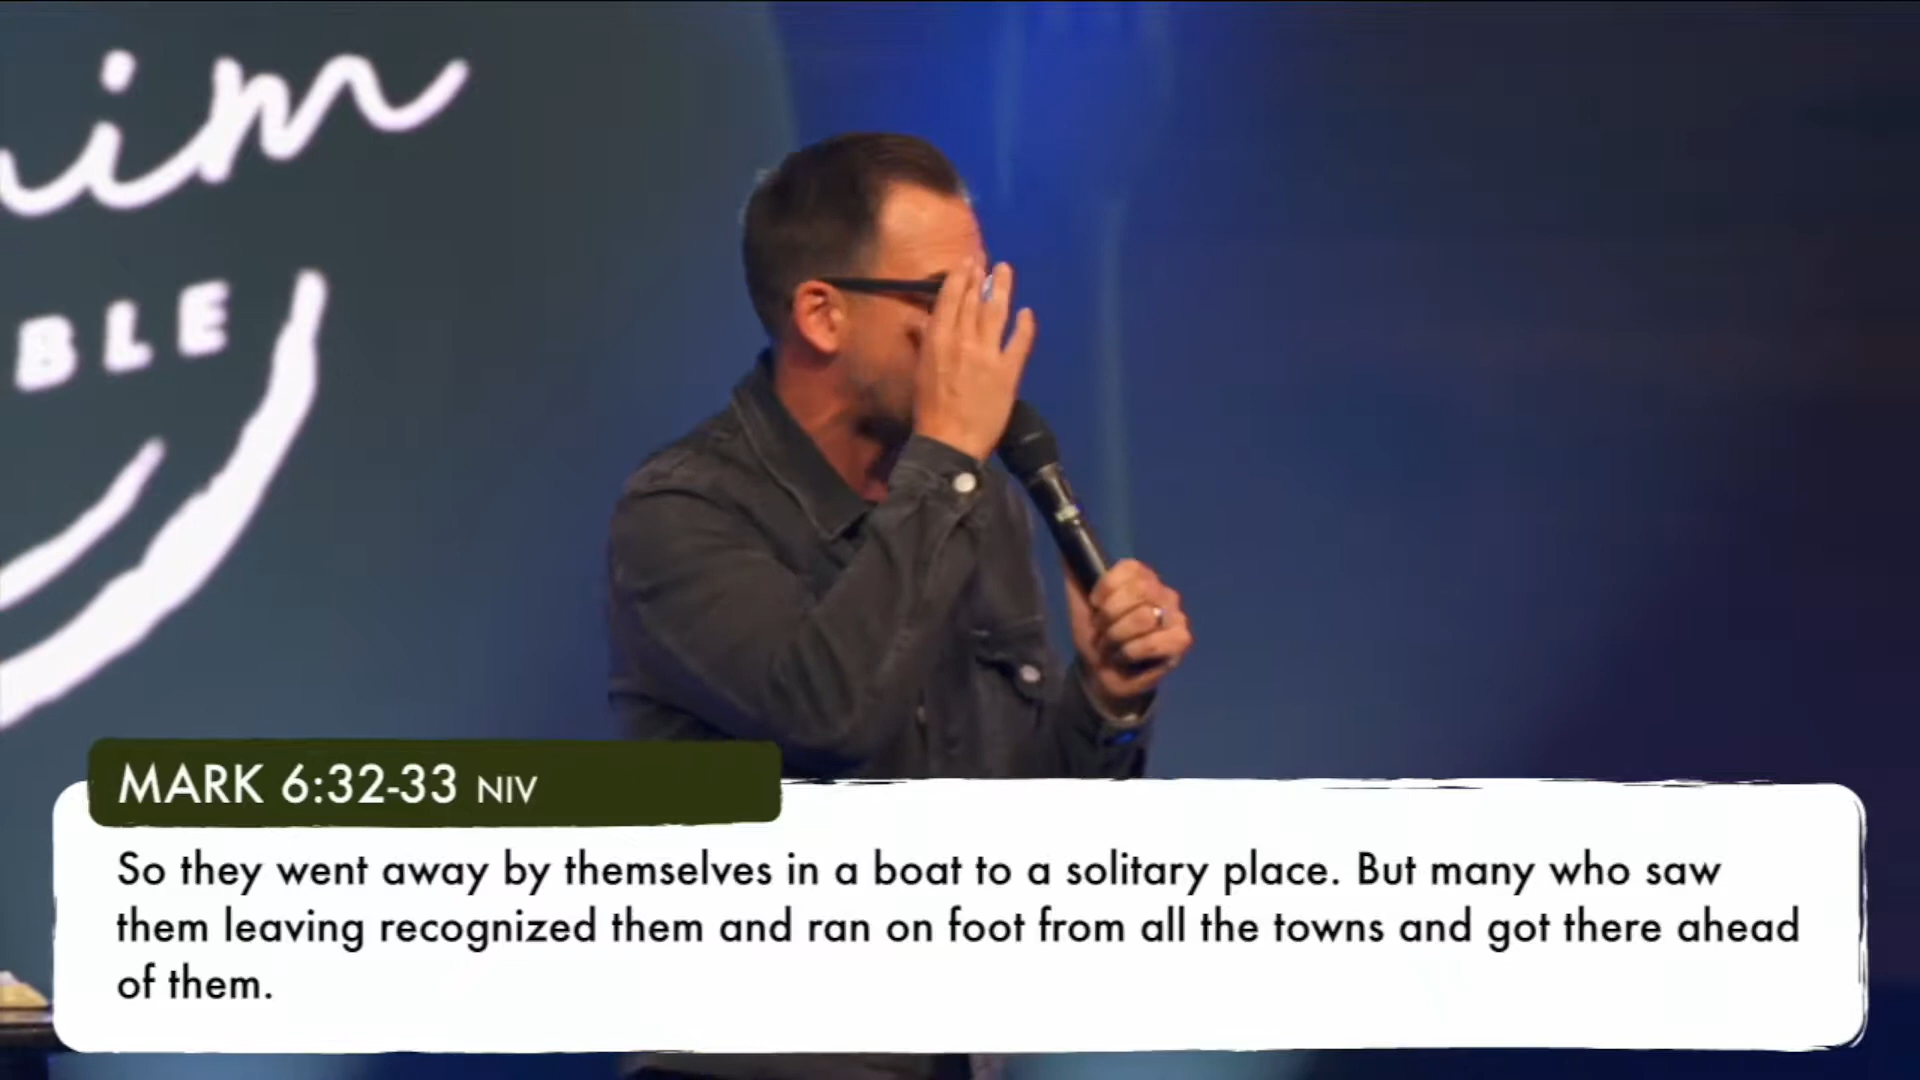 im
BLE
MARK 6:32-33 NIV
So they went away by themselves in a boat to a solitary place. But many who saw
them leaving recognized them and ran on foot from all the towns and got there ahead
of them.